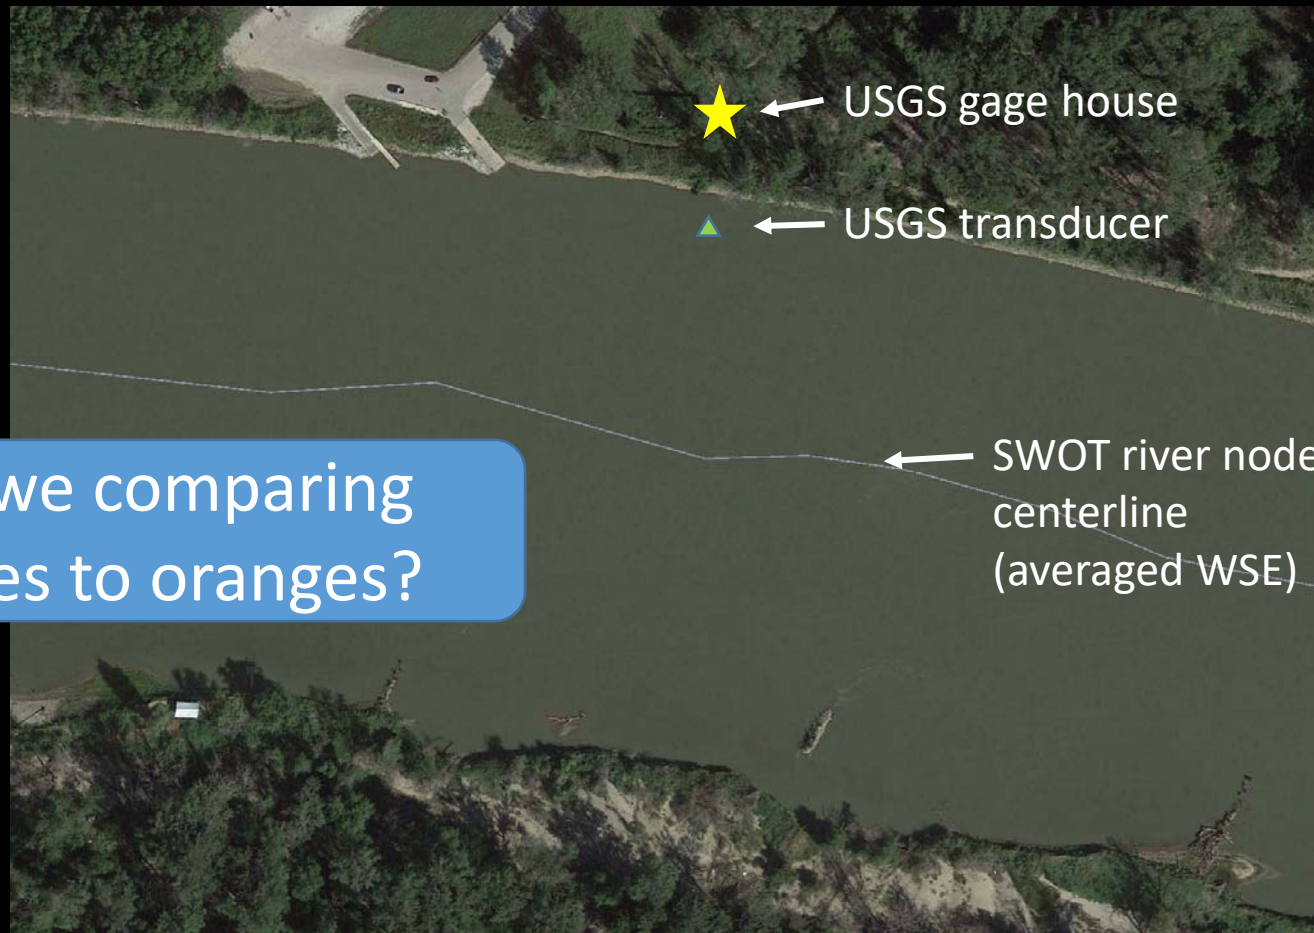 USGS gage house
USGS transducer
we comparing
es to oranges?
SWOT river node
centerline
(averaged WSE)